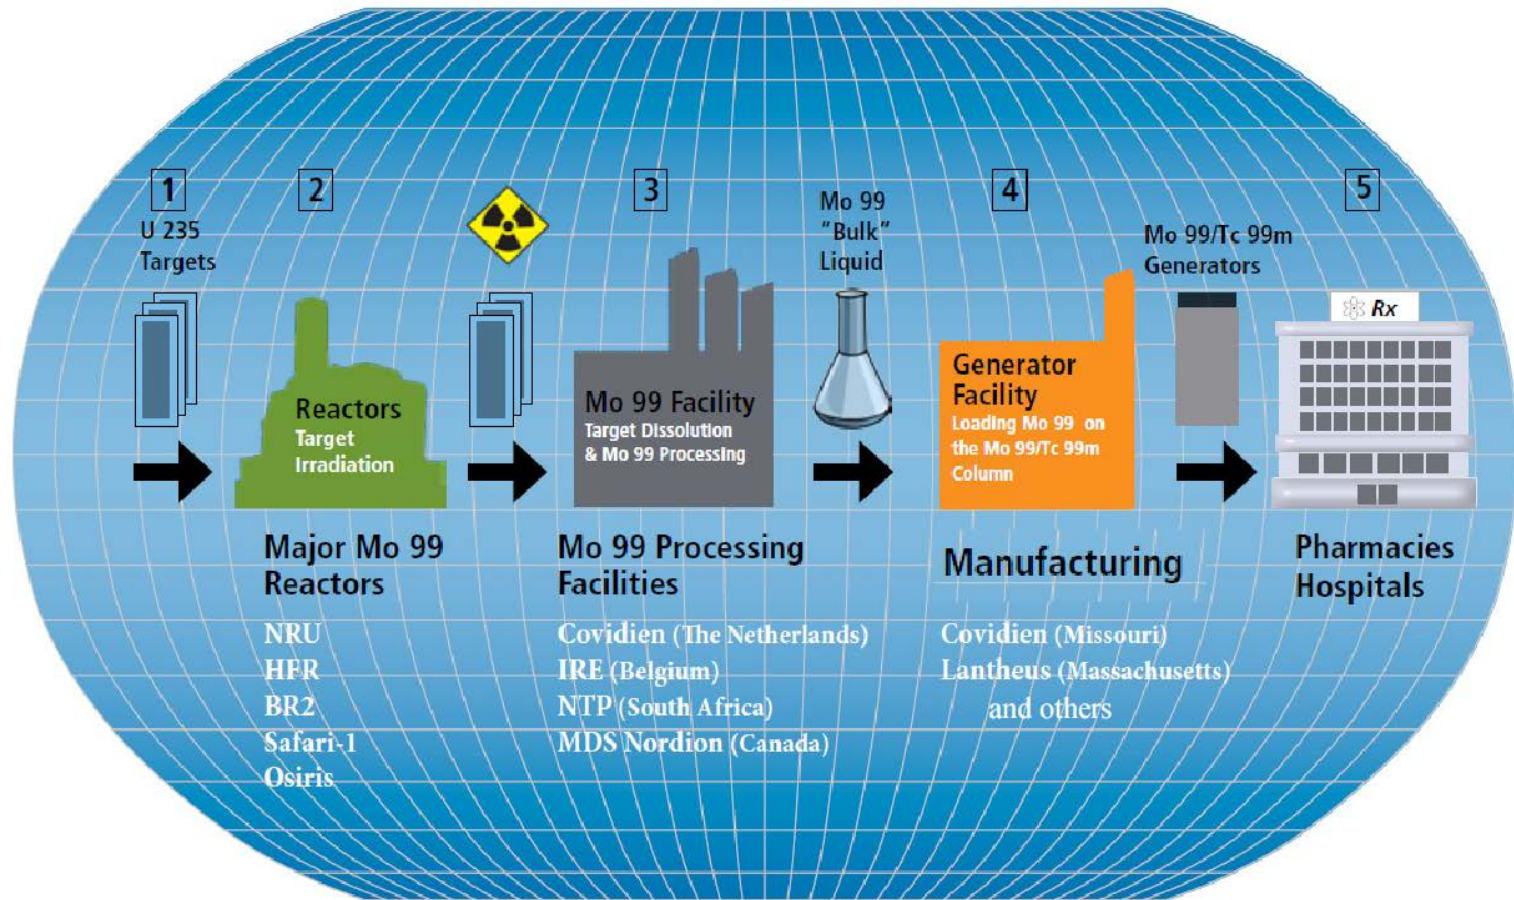 1
U 235
Targets
2
Reactors
Target
Irradiation
Major Mo 99
Reactors
NRU
HFR
BR2
Safari-1
Osiris
3
Mo 99 Facility
Target Dissolution
& Mo 99 Processing
Mo 99 Processing
Facilities
Covidien (The Netherlands)
IRE (Belgium)
NTP (South Africa)
MDS Nordion (Canada)
Mo 99
"Bulk"
Liquid
4
Generator
Facility
Loading Mo 99 on
the Mo 99/Tc 99m
Column
Manufacturing
Covidien (Missouri)
Lantheus (Massachusetts)
and others
Mo 99/Tc 99m
Generators
5
Rx
Pharmacies
Hospitals